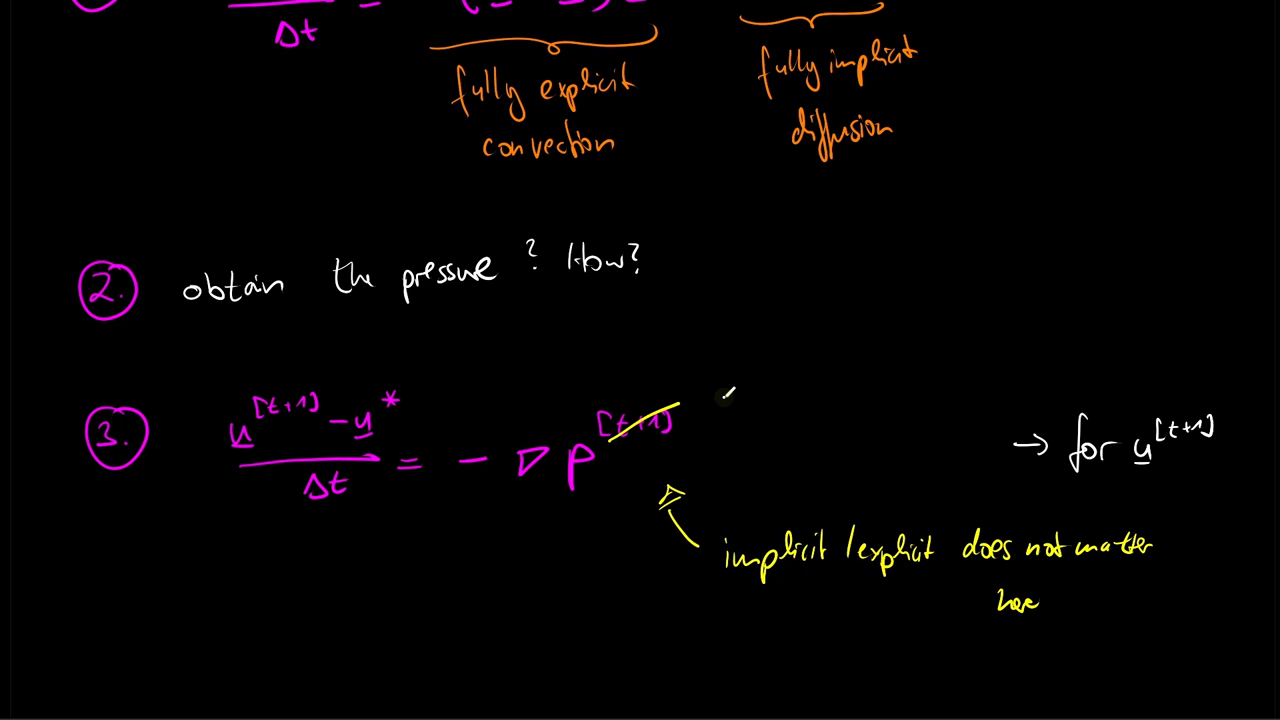 Δt
fully explicit
convection
fully implicit
diffusion
2. obtain the pressure ? How?
3. u^[t+1] - u^* / Δt = - ∇ p^[t+1]
→ for u^[t+1]
implicit / explicit does not matter
here